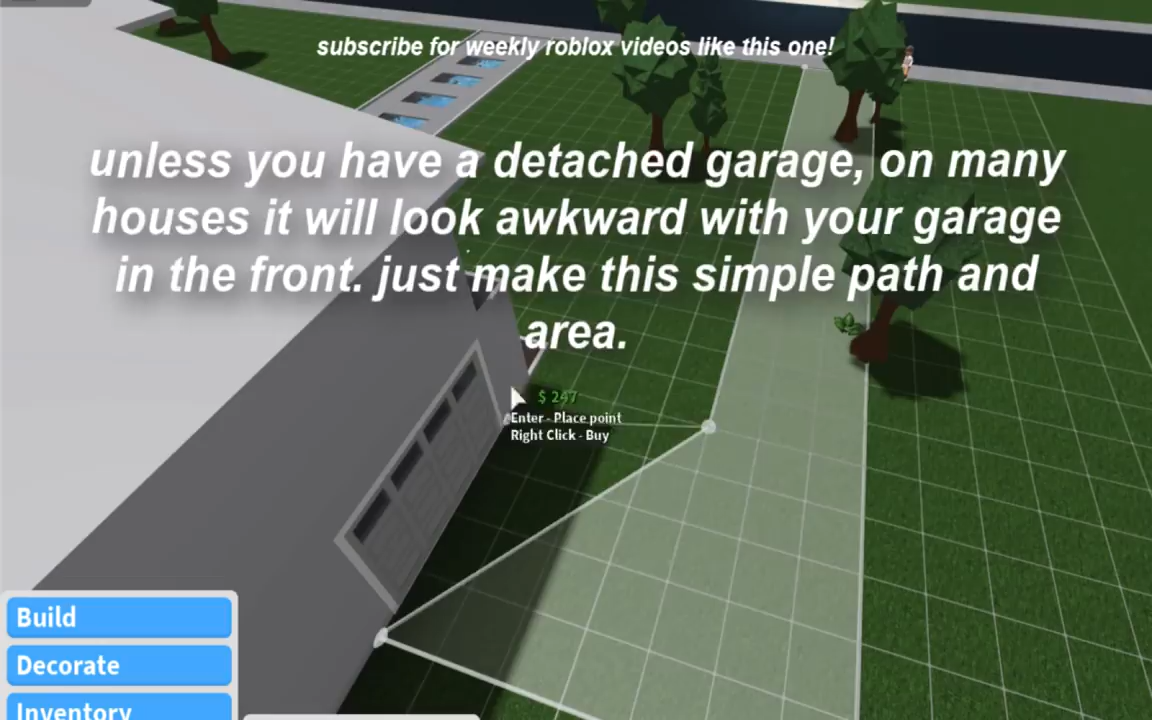 subscribe for weekly roblox videos like this one!
unless you have a detached garage, on many
houses it will look awkward with your garage
in the front. just make this simple path and
area.
$ 247
Enter - Place point
Right Click - Buy
Build
Decorate
Inventory